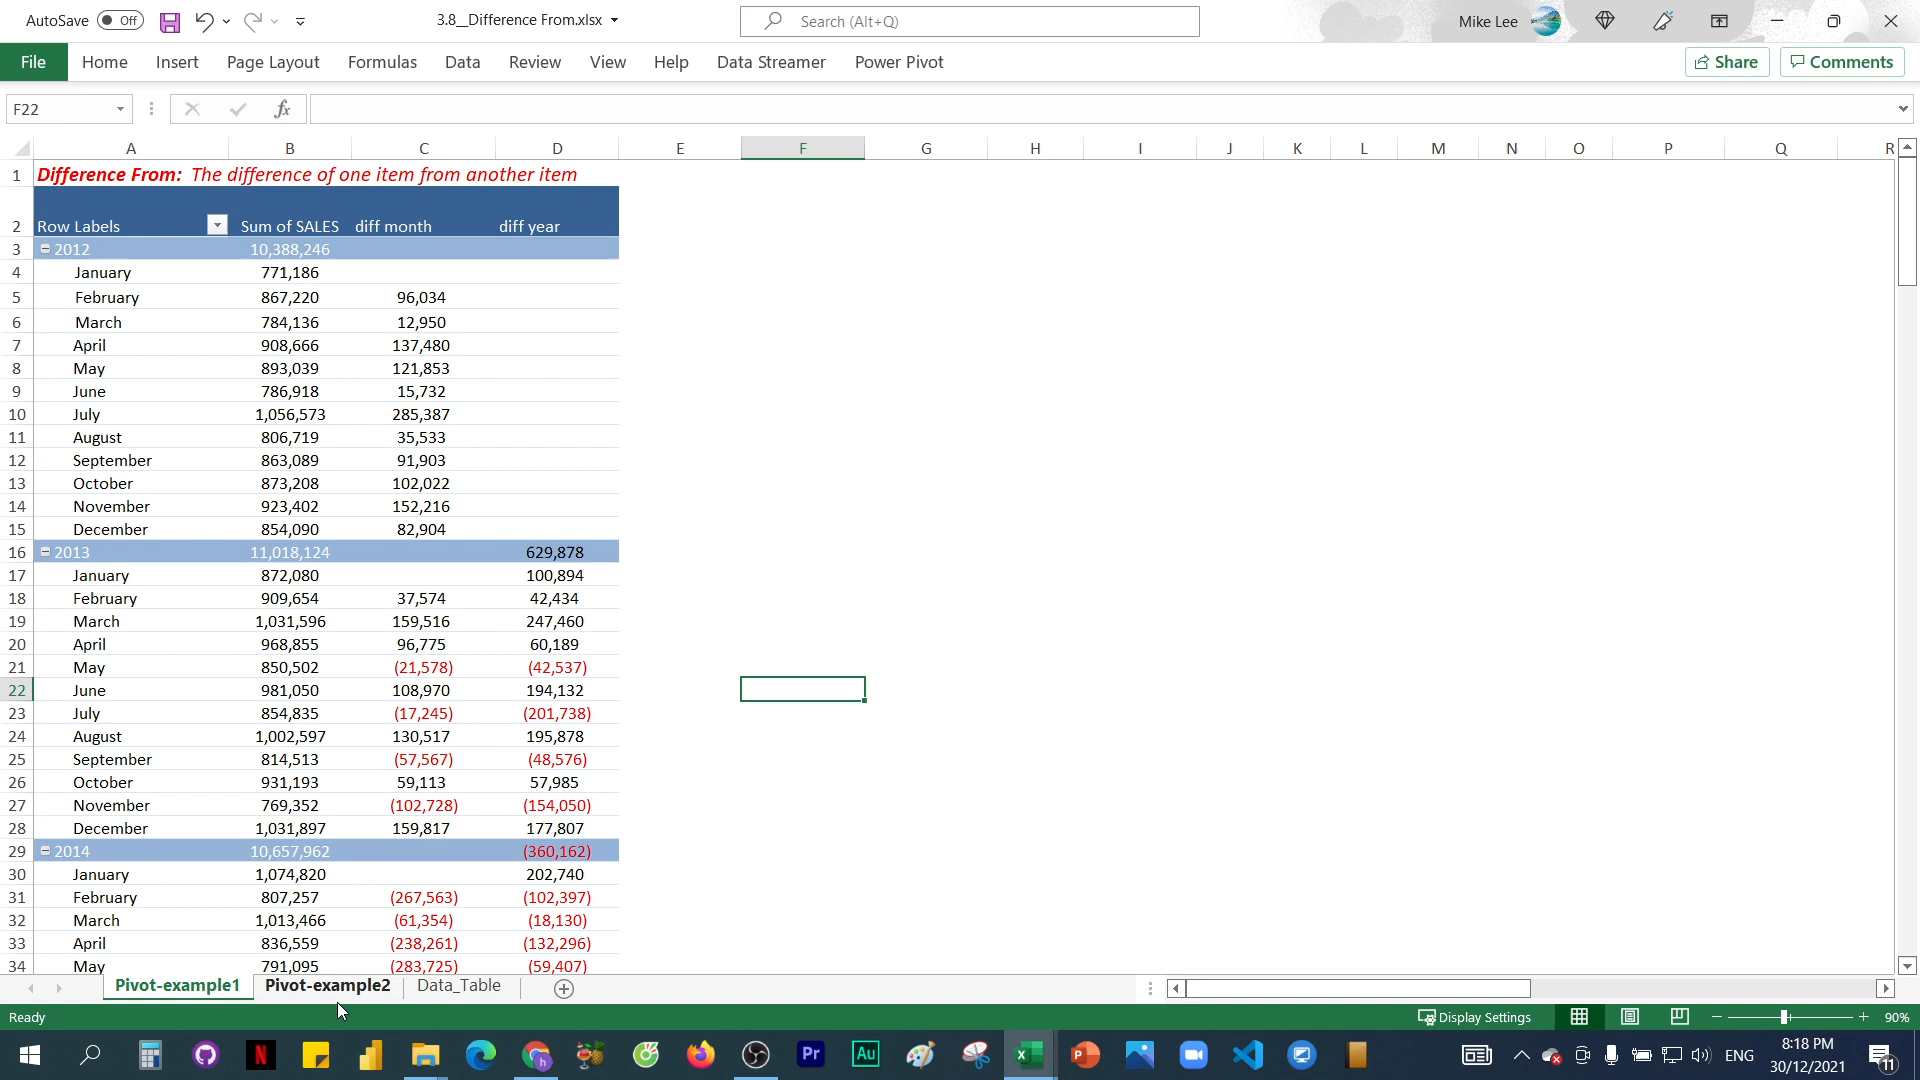 AutoSave Off 3.8__Difference From.xlsx Search (Alt+Q) Mike Lee
File Home Insert Page Layout Formulas Data Review View Help Data Streamer Power Pivot Share Comments
F22 fx
A B C D E F G H I J K L M N O P Q R
1 Difference From: The difference of one item from another item
2 Row Labels Sum of SALES diff month diff year
3 2012 10,388,246
4 January 771,186
5 February 867,220 96,034
6 March 784,136 12,950
7 April 908,666 137,480
8 May 893,039 121,853
9 June 786,918 15,732
10 July 1,056,573 285,387
11 August 806,719 35,533
12 September 863,089 91,903
13 October 873,208 102,022
14 November 923,402 152,216
15 December 854,090 82,904
16 2013 11,018,124 629,878
17 January 872,080 100,894
18 February 909,654 37,574 42,434
19 March 1,031,596 159,516 247,460
20 April 968,855 96,775 60,189
21 May 850,502 (21,578) (42,537)
22 June 981,050 108,970 194,132
23 July 854,835 (17,245) (201,738)
24 August 1,002,597 130,517 195,878
25 September 814,513 (57,567) (48,576)
26 October 931,193 59,113 57,985
27 November 769,352 (102,728) (154,050)
28 December 1,031,897 159,817 177,807
29 2014 10,657,962 (360,162)
30 January 1,074,820 202,740
31 February 807,257 (267,563) (102,397)
32 March 1,013,466 (61,354) (18,130)
33 April 836,559 (238,261) (132,296)
34 May 791,095 (283,725) (59,407)
Pivot-example1 Pivot-example2 Data_Table
Ready Display Settings 90%
N Pr Au X P ENG 8:18 PM
30/12/2021 11